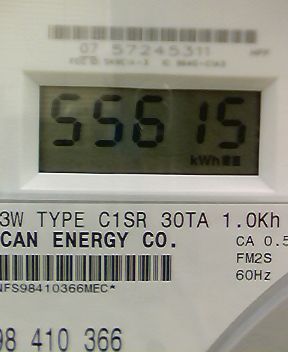 07 57245311
55615
kWh
3W TYPE C1SR 30TA 1.0Kh
CAN ENERGY CO.
CA 0.5
FM2S
60Hz
NFS98410366MEC*
98 410 366